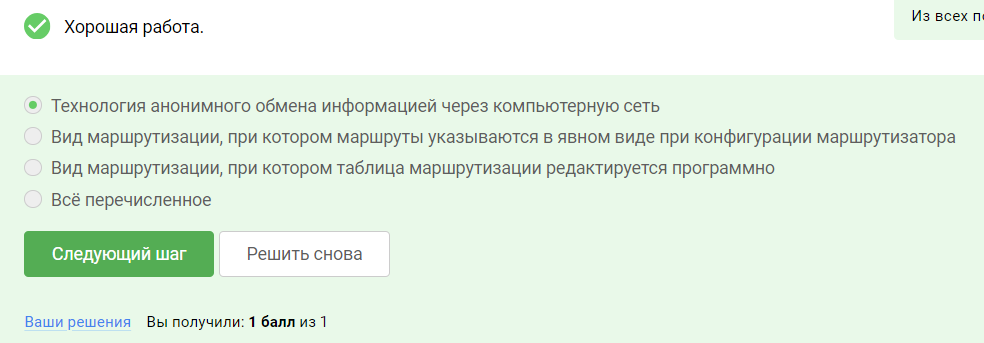 Хорошая работа.
Из всех
Технология анонимного обмена информацией через компьютерную сеть
Вид маршрутизации, при котором маршруты указываются в явном виде при конфигурации маршрутизатора
Вид маршрутизации, при котором таблица маршрутизации редактируется программно
Всё перечисленное
Следующий шаг
Решить снова
Ваши решения Вы получили: 1 балл из 1